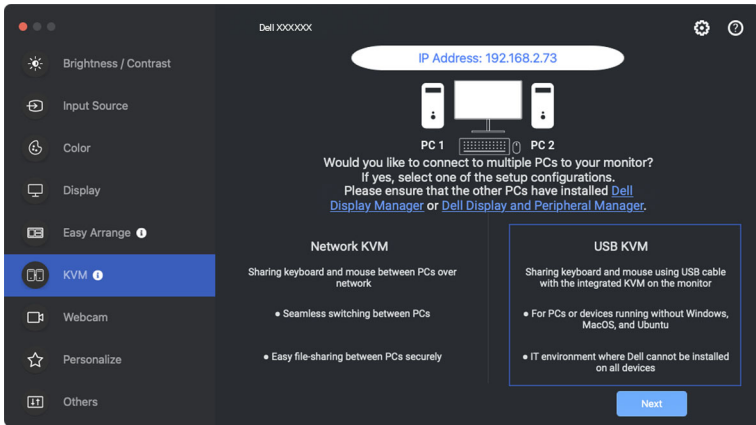 Dell XXXXXX
IP Address: 192.168.2.73
Brightness / Contrast
Input Source
Color
Display
Easy Arrange
KVM
Webcam
Personalize
Others
PC 1
PC 2
Would you like to connect to multiple PCs to your monitor?
If yes, select one of the setup configurations.
Please ensure that the other PCs have installed Dell
Display Manager or Dell Display and Peripheral Manager.
Network KVM
Sharing keyboard and mouse between PCs over
network
● Seamless switching between PCs
● Easy file-sharing between PCs securely
USB KVM
Sharing keyboard and mouse using USB cable
with the integrated KVM on the monitor
● For PCs or devices running without Windows,
MacOS, and Ubuntu
● IT environment where Dell cannot be installed
on all devices
Next